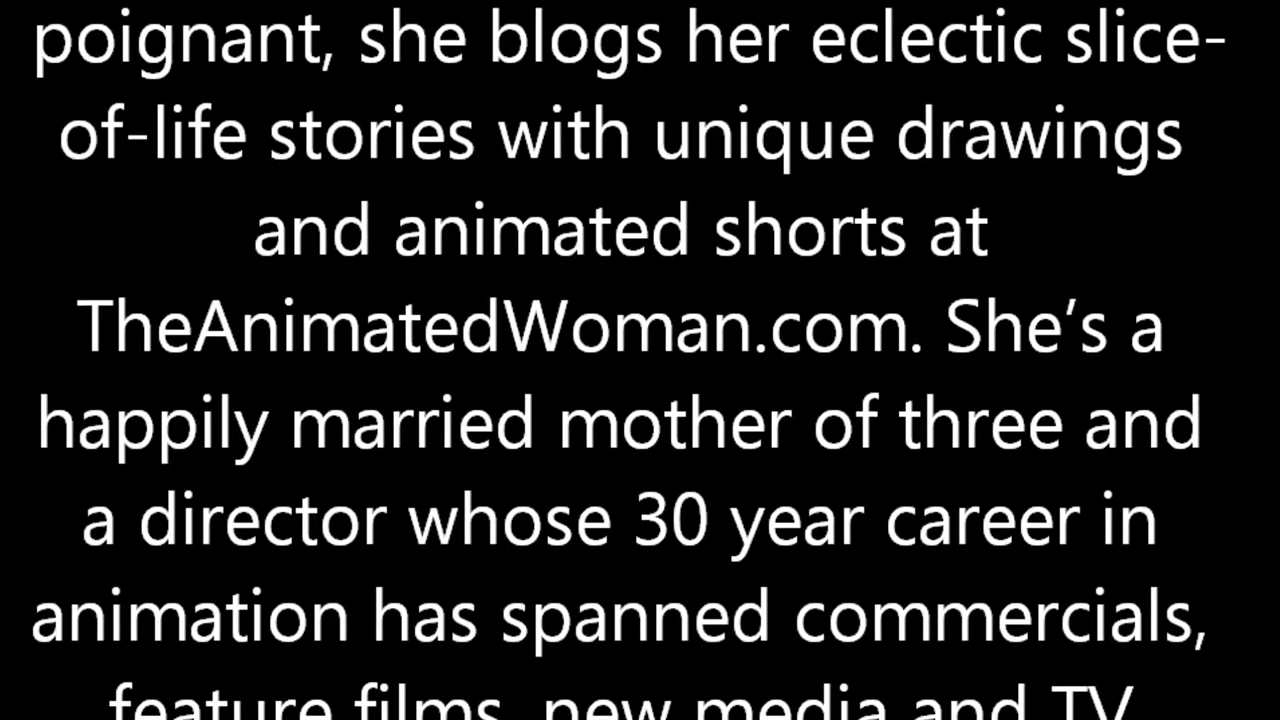 poignant, she blogs her eclectic slice-
of-life stories with unique drawings
and animated shorts at
TheAnimatedWoman.com. She’s a
happily married mother of three and
a director whose 30 year career in
animation has spanned commercials,
feature films, new media and TV